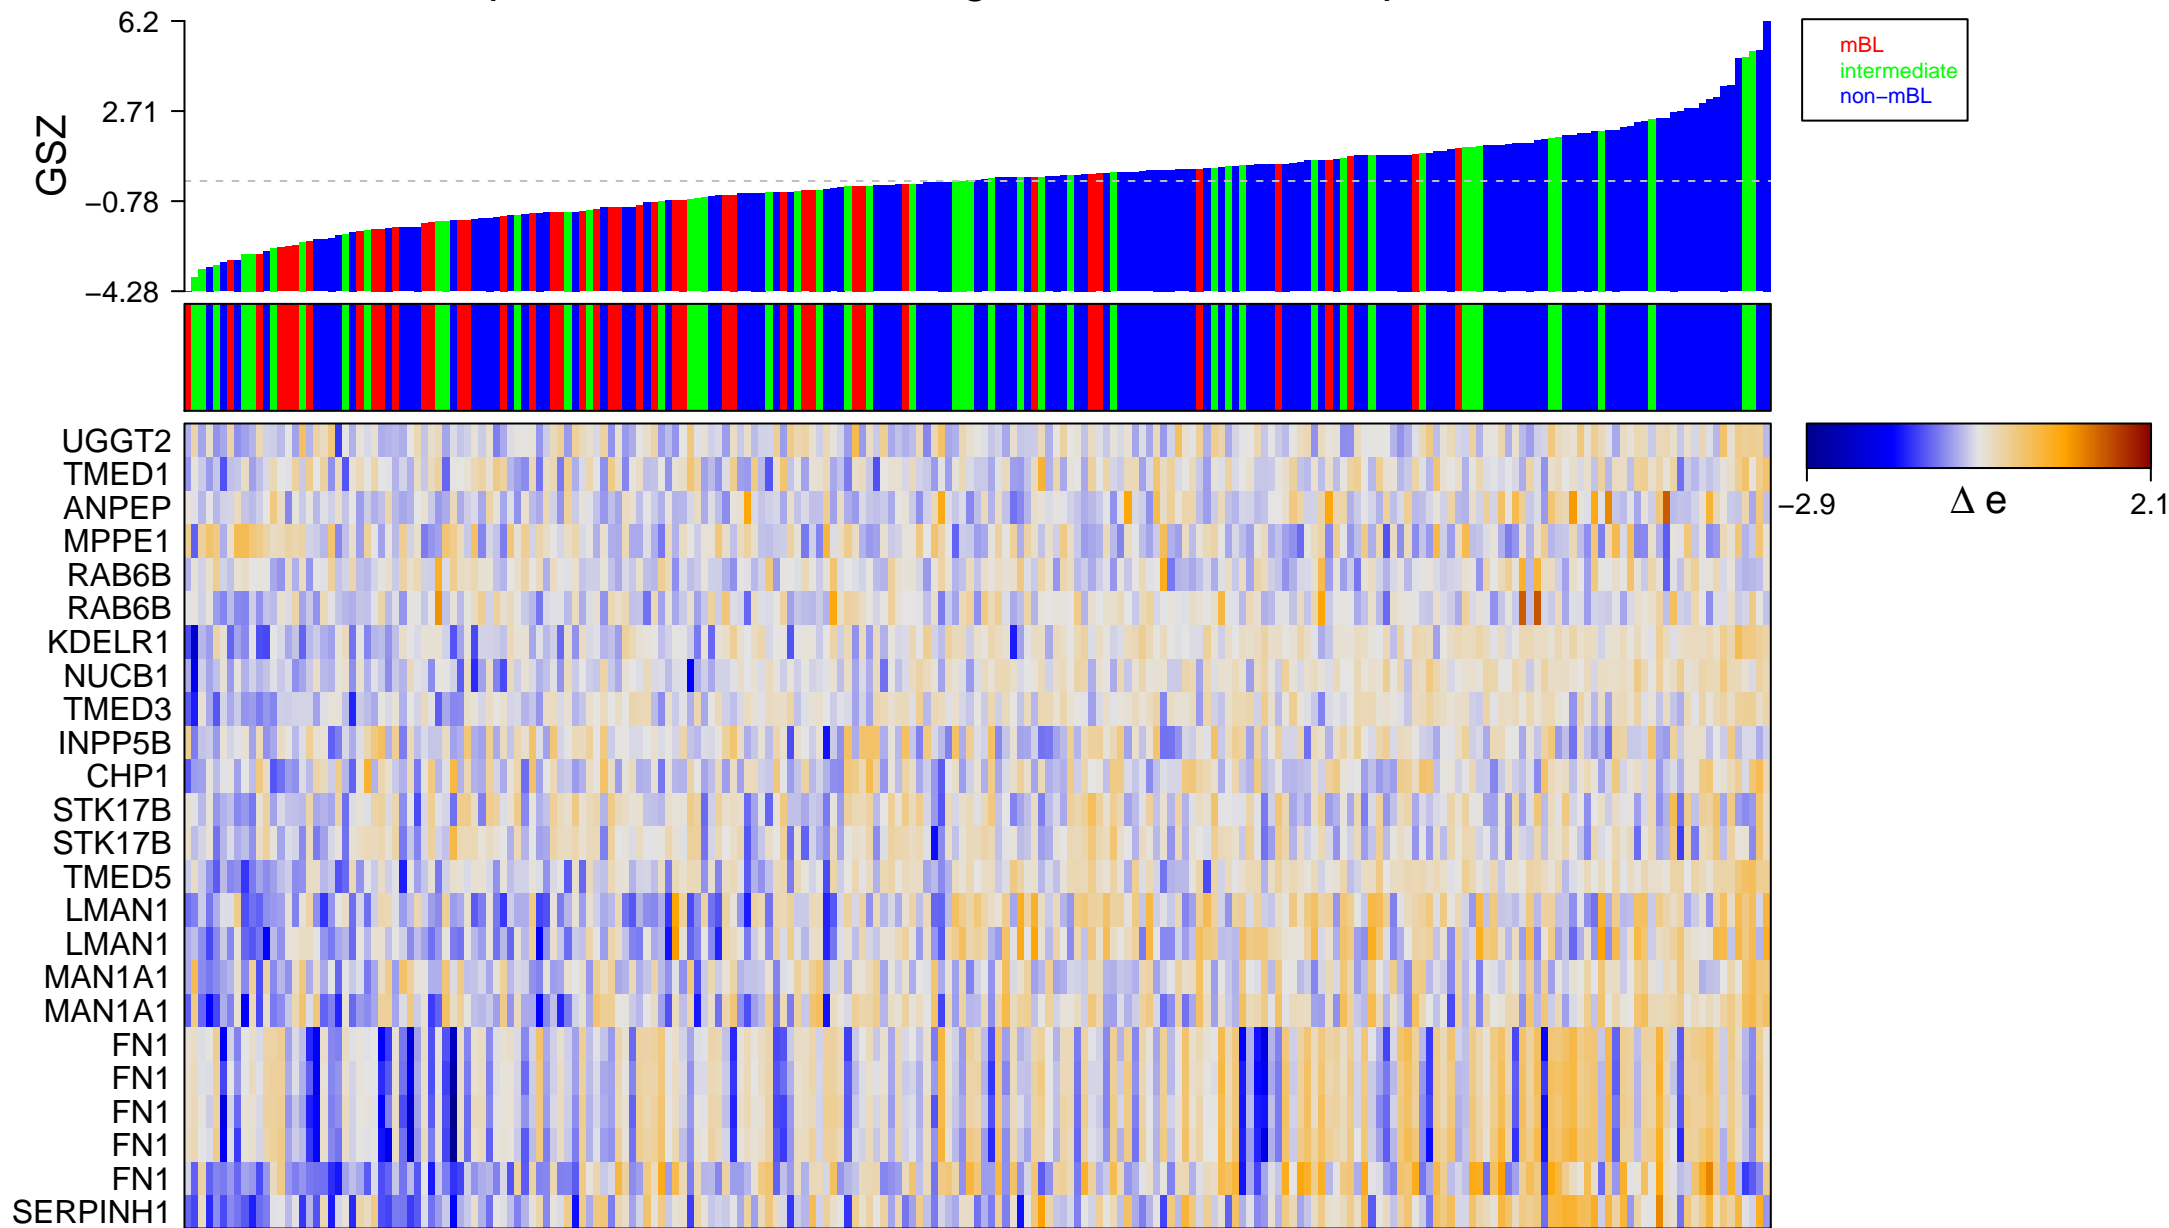 6.2
2.71
−0.78
−4.28
GSZ
mBL
intermediate
non−mBL
UGGT2
TMED1
ANPEP
MPPE1
RAB6B
RAB6B
KDELR1
NUCB1
TMED3
INPP5B
CHP1
STK17B
STK17B
TMED5
LMAN1
LMAN1
MAN1A1
MAN1A1
FN1
FN1
FN1
FN1
FN1
SERPINH1
−2.9
Δ e
2.1